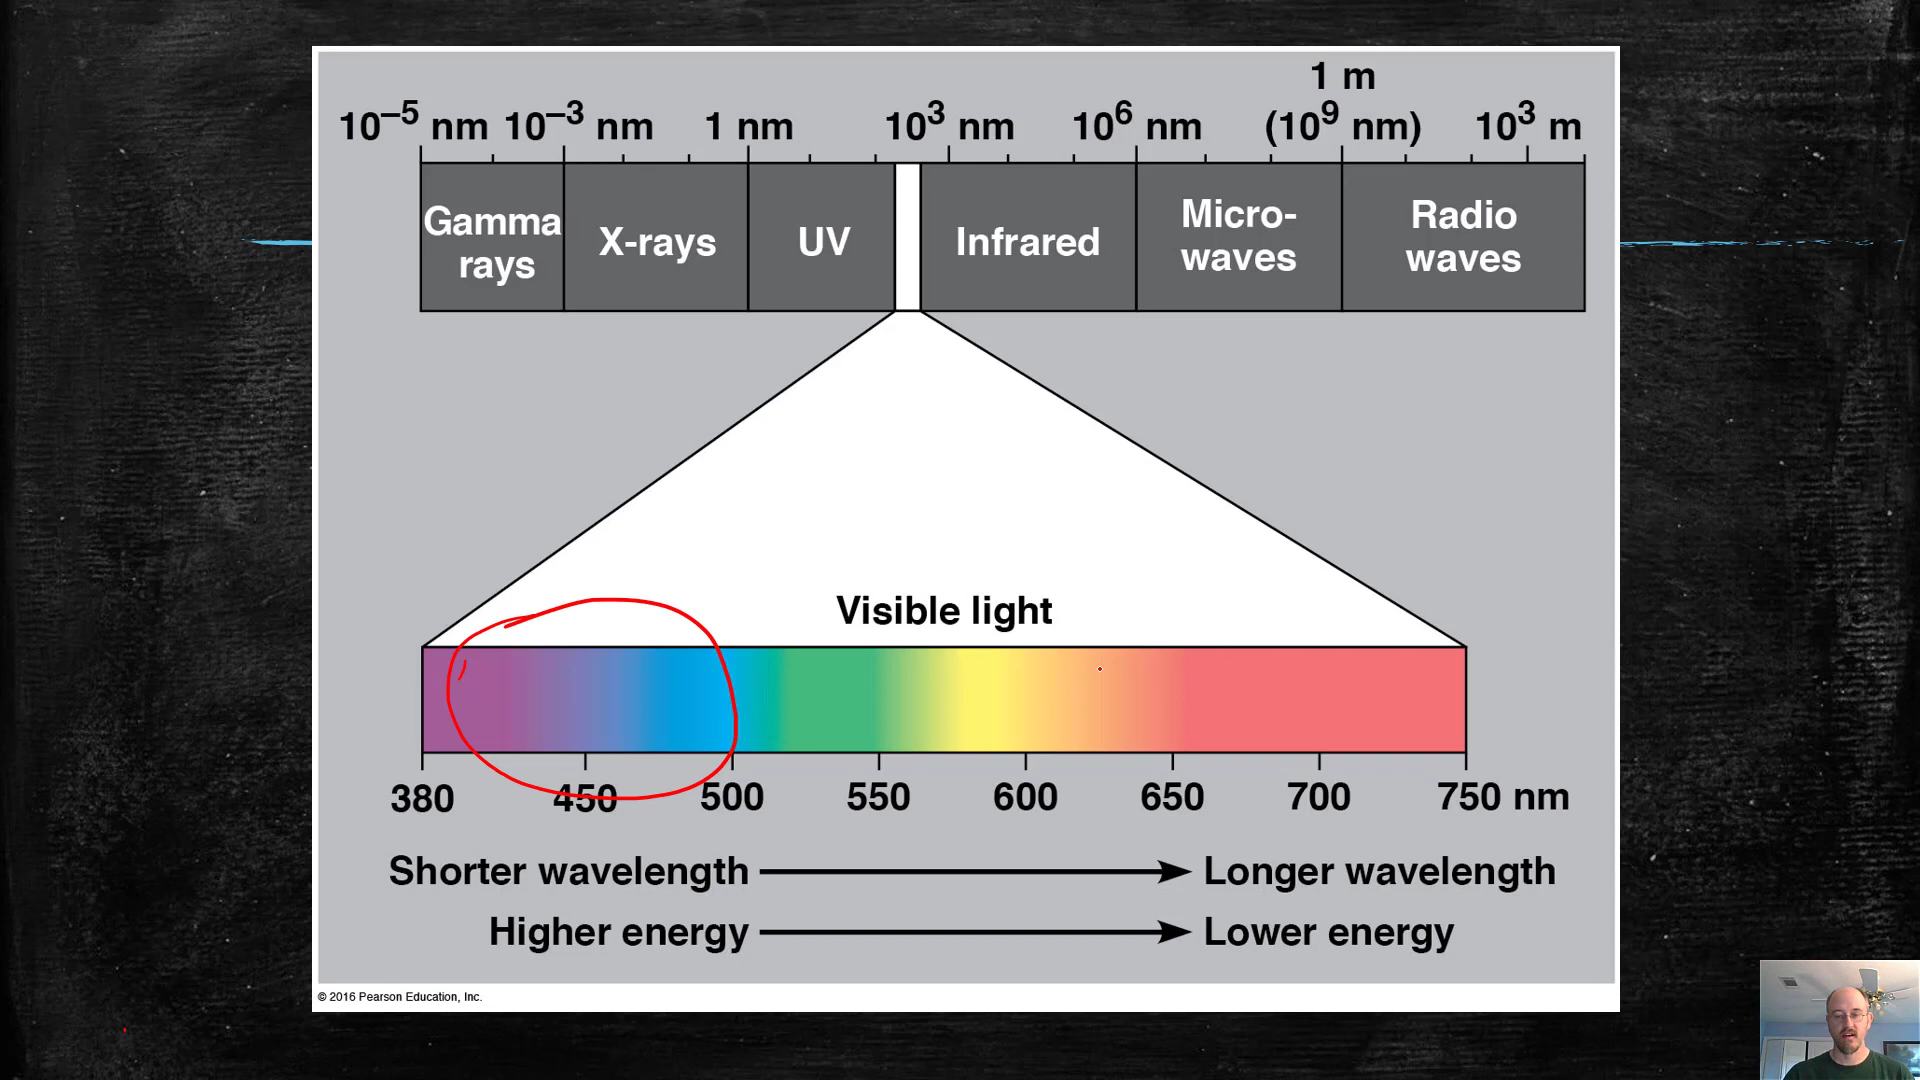 1 m
10⁻⁵ nm 10⁻³ nm 1 nm 10³ nm 10⁶ nm (10⁹ nm) 10³ m
Gamma rays X-rays UV Infrared Micro-waves Radio waves
Visible light
380 450 500 550 600 650 700 750 nm
Shorter wavelength Longer wavelength
Higher energy Lower energy
© 2016 Pearson Education, Inc.